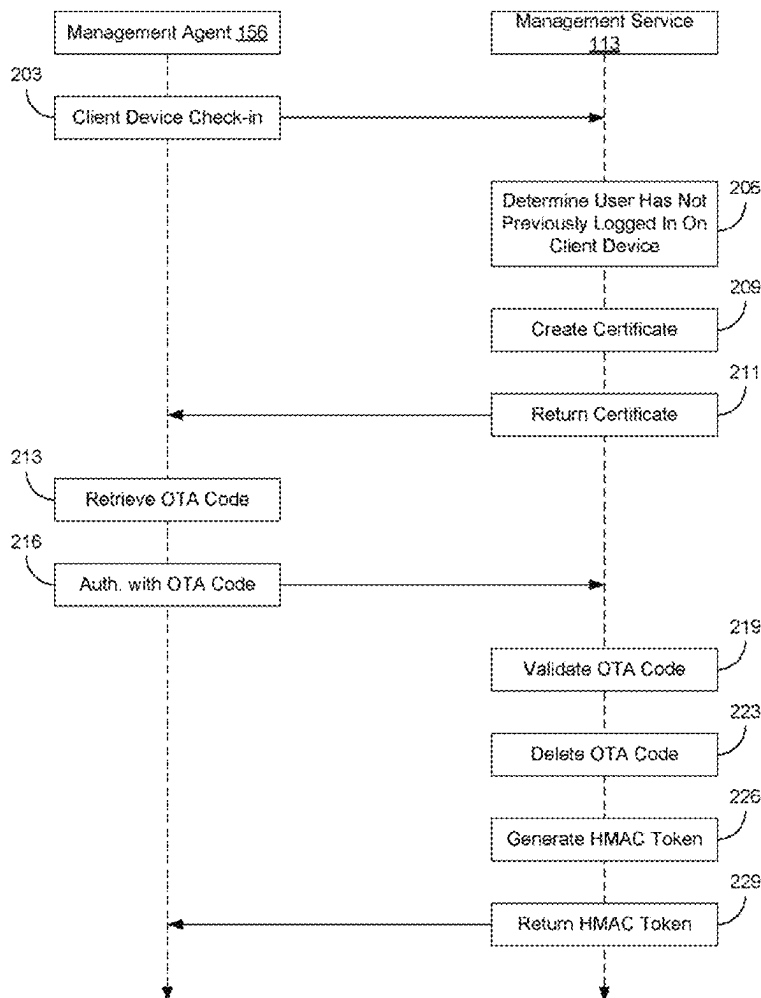 Management Agent 156
Management Service
113
203
Client Device Check-in
206
Determine User Has Not
Previously Logged In On
Client Device
209
Create Certificate
211
Return Certificate
213
Retrieve OTA Code
216
Auth. with OTA Code
219
Validate OTA Code
223
Delete OTA Code
226
Generate HMAC Token
229
Return HMAC Token